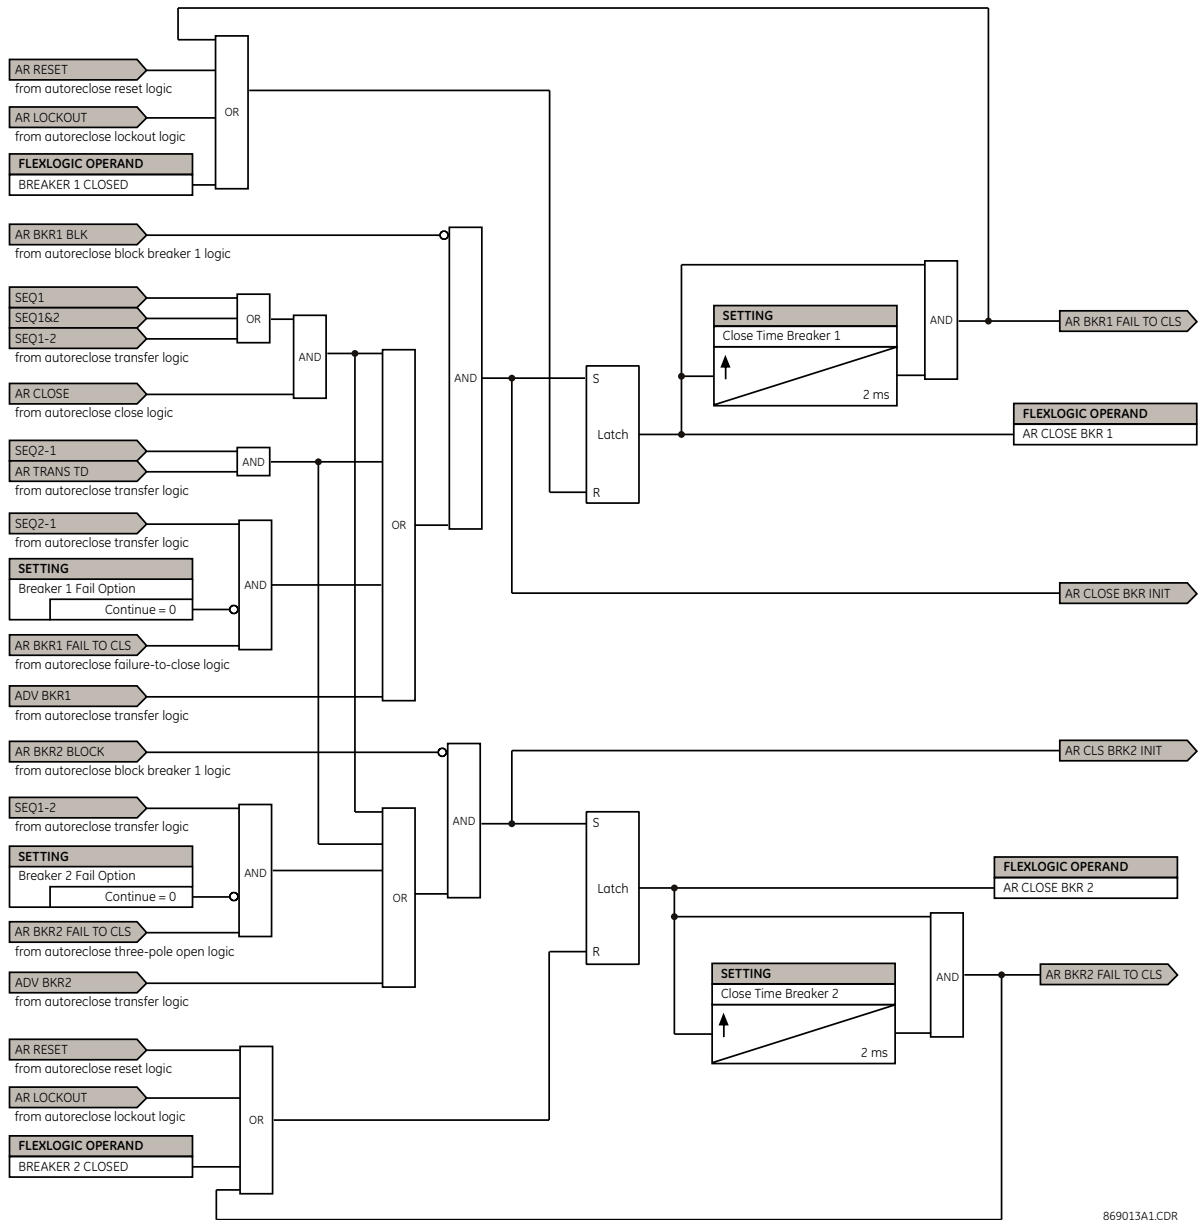 AR RESET
from autoreclose reset logic
OR
AR LOCKOUT
from autoreclose lockout logic
FLEXLOGIC OPERAND
BREAKER 1 CLOSED
AR BKR1 BLK
from autoreclose block breaker 1 logic
SEQ1
SEQ1&2
SEQ1-2
OR
from autoreclose transfer logic
AND
AR CLOSE
from autoreclose close logic
SEQ2-1
AR TRANS TD
AND
from autoreclose transfer logic
SEQ2-1
from autoreclose transfer logic
SETTING
Breaker 1 Fail Option
Continue = 0
AND
AR BKR1 FAIL TO CLS
from autoreclose failure-to-close logic
OR
ADV BKR1
from autoreclose transfer logic
AND
S
Latch
R
SETTING
Close Time Breaker 1
2 ms
AND
AR BKR1 FAIL TO CLS
FLEXLOGIC OPERAND
AR CLOSE BKR 1
AR CLOSE BKR INIT
AR BKR2 BLOCK
from autoreclose block breaker 1 logic
SEQ1-2
from autoreclose transfer logic
SETTING
Breaker 2 Fail Option
Continue = 0
AND
AR BKR2 FAIL TO CLS
from autoreclose three-pole open logic
OR
ADV BKR2
from autoreclose transfer logic
AND
AR CLS BRK2 INIT
S
Latch
R
FLEXLOGIC OPERAND
AR CLOSE BKR 2
SETTING
Close Time Breaker 2
2 ms
AND
AR BKR2 FAIL TO CLS
AR RESET
from autoreclose reset logic
AR LOCKOUT
from autoreclose lockout logic
OR
FLEXLOGIC OPERAND
BREAKER 2 CLOSED
869013A1.CDR